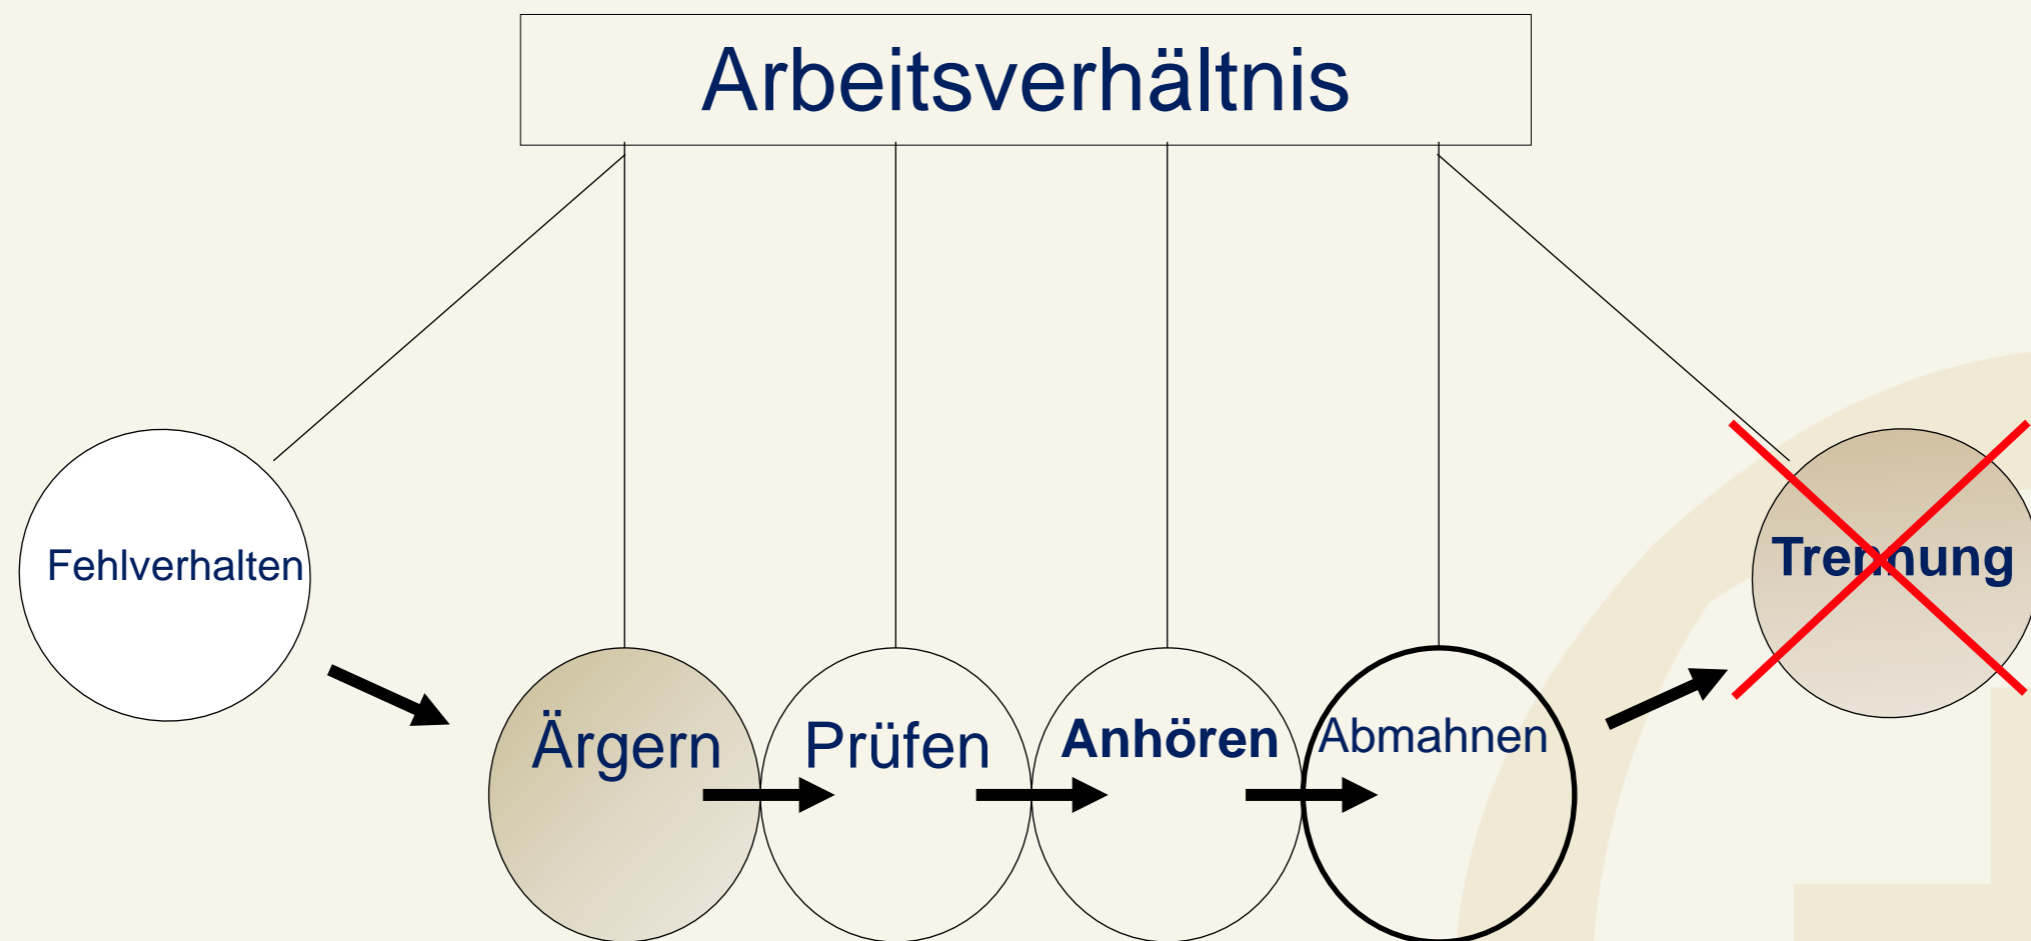 Arbeitsverhältnis
Fehlverhalten
Ärgern
Prüfen
Anhören
Abmahnen
Trennung